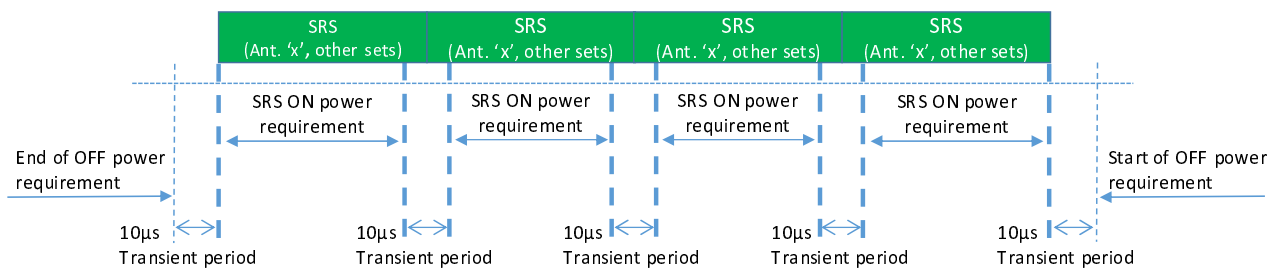 SRS
(Ant. ‘x’, other sets)
SRS
(Ant. ‘x’, other sets)
SRS
(Ant. ‘x’, other sets)
SRS
(Ant. ‘x’, other sets)
SRS ON power
requirement
SRS ON power
requirement
SRS ON power
requirement
SRS ON power
requirement
End of OFF power
requirement
Start of OFF power
requirement
10µs
Transient period
10µs
Transient period
10µs
Transient period
10µs
Transient period
10µs
Transient period